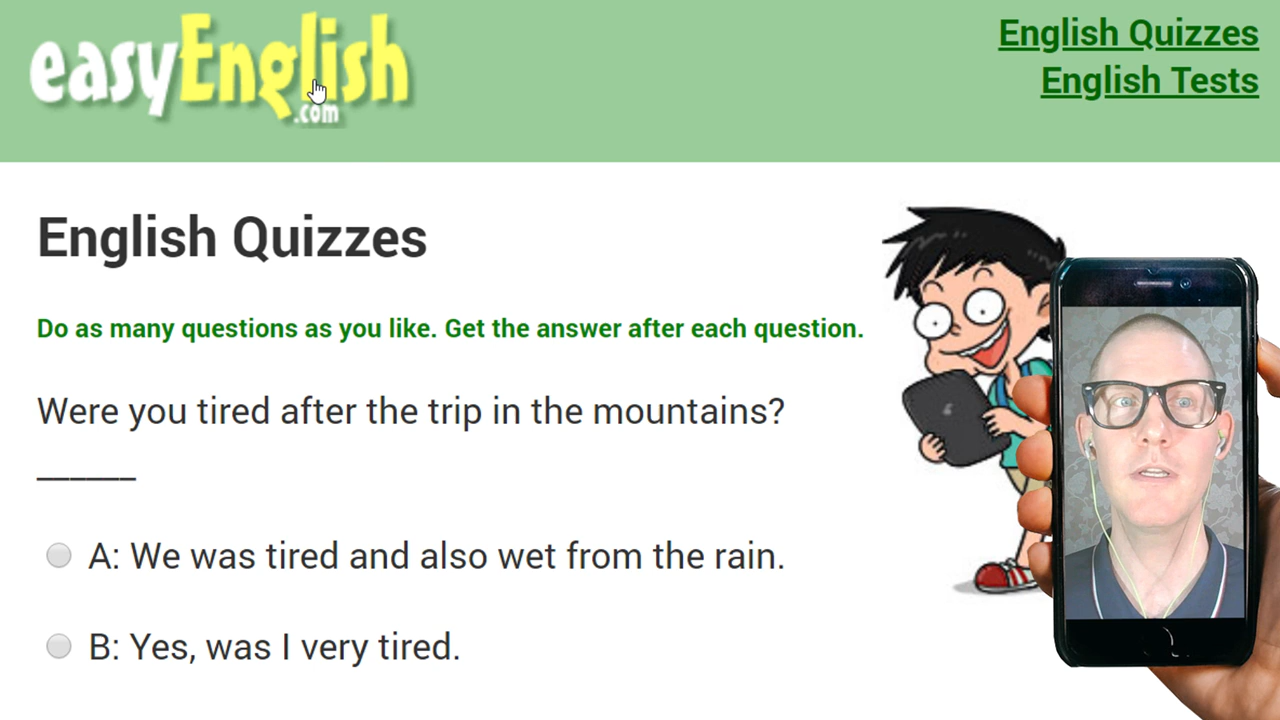 easyEnglish
.com
English Quizzes
English Tests
English Quizzes
Do as many questions as you like. Get the answer after each question.
Were you tired after the trip in the mountains?
______
A: We was tired and also wet from the rain.
B: Yes, was I very tired.